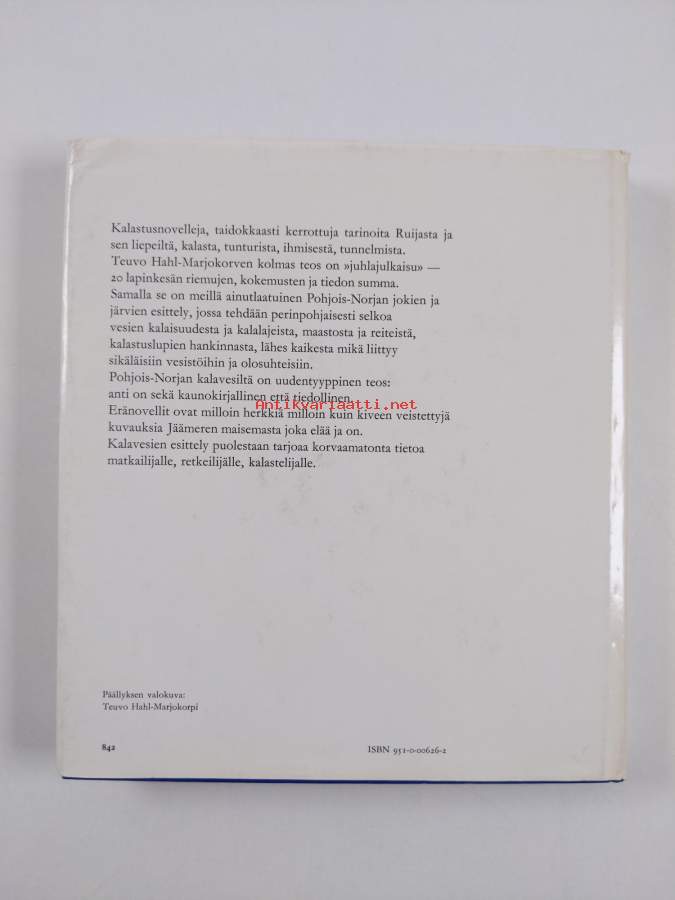 Kalastusnovelleja, taidokkaasti kerrottuja tarinoita Ruijasta ja
sen liepeiltä, kalasta, tunturista, ihmisestä, tunnelmista.
Teuvo Hahl-Marjokorven kolmas teos on »juhlajulkaisu» —
20 lapinkesän riemujen, kokemusten ja tiedon summa.
Samalla se on meillä ainutlaatuinen Pohjois-Norjan jokien ja
järvien esittely, jossa tehdään perinpohjaisesti selkoa
vesien kalaisuudesta ja kalalajeista, maastosta ja reiteistä,
kalastuslupien hankinnasta, lähes kaikesta mikä liittyy
sikäläisiin vesistöihin ja olosuhteisiin.
Pohjois-Norjan kalavesiltä on uudentyyppinen teos:
anti on sekä kaunokirjallinen että tiedollinen.
Antikvariaatti.net
Eränovellit ovat milloin herkkiä milloin kuin kiveen veistettyjä
kuvauksia Jäämeren maisemasta joka elää ja on.
Kalavesien esittely puolestaan tarjoaa korvaamatonta tietoa
matkailijalle, retkeilijälle, kalastelijalle.
Päällyksen valokuva:
Teuvo Hahl-Marjokorpi
842 ISBN 951-0-00626-2